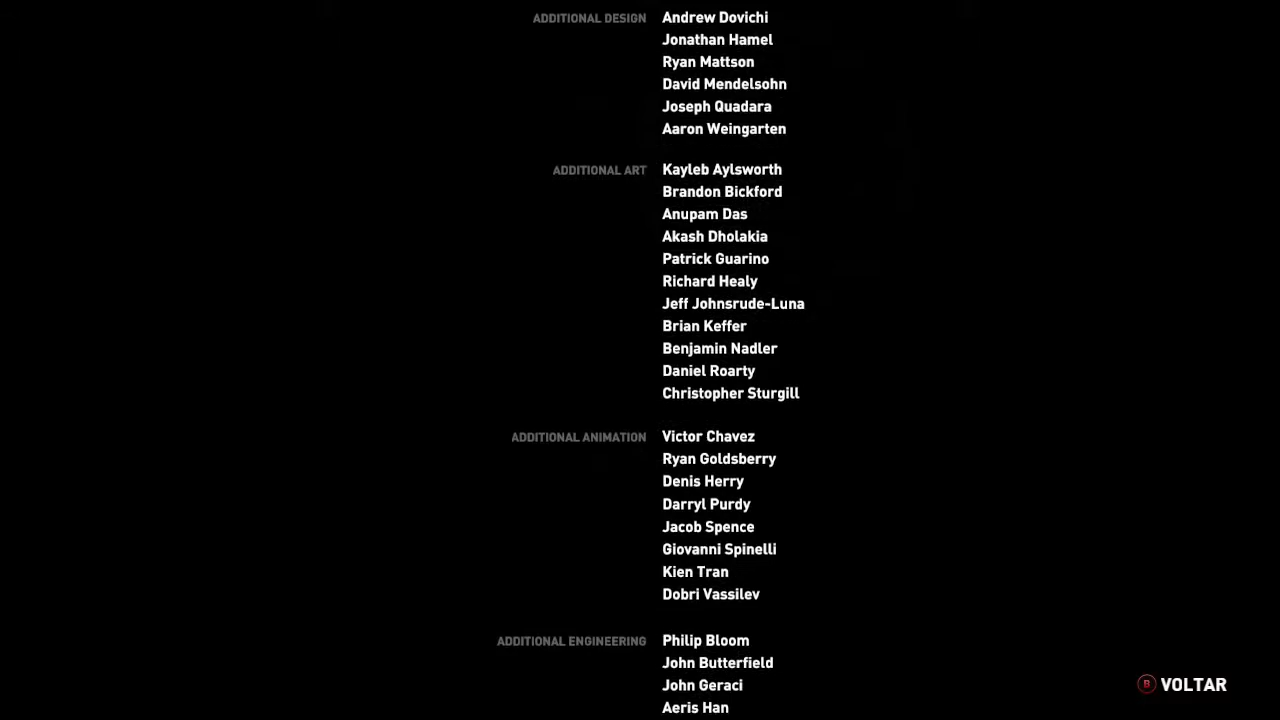 ADDITIONAL DESIGN Andrew Dovichi
Jonathan Hamel
Ryan Mattson
David Mendelsohn
Joseph Quadara
Aaron Weingarten
ADDITIONAL ART Kayleb Aylsworth
Brandon Bickford
Anupam Das
Akash Dholakia
Patrick Guarino
Richard Healy
Jeff Johnsrude-Luna
Brian Keffer
Benjamin Nadler
Daniel Roarty
Christopher Sturgill
ADDITIONAL ANIMATION Victor Chavez
Ryan Goldsberry
Denis Herry
Darryl Purdy
Jacob Spence
Giovanni Spinelli
Kien Tran
Dobri Vassilev
ADDITIONAL ENGINEERING Philip Bloom
John Butterfield
John Geraci
Aeris Han
B VOLTAR